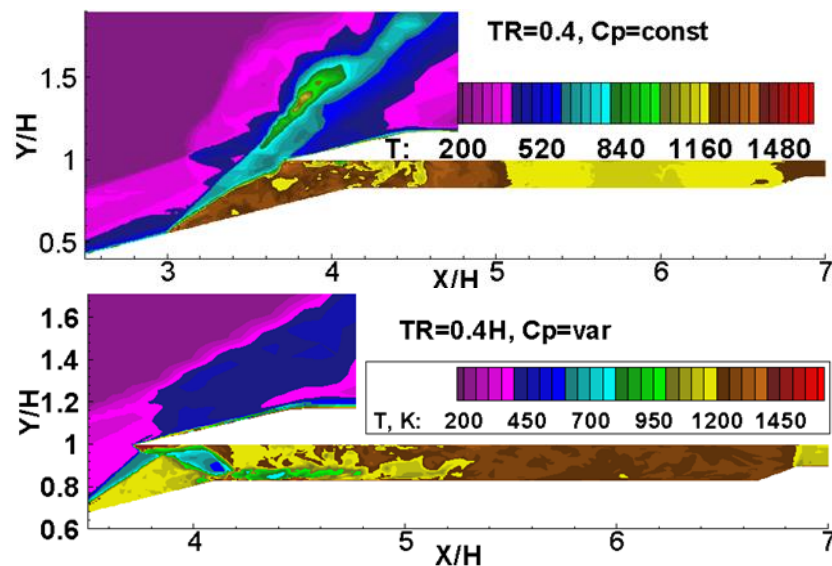 TR=0.4, Cp=const
1.5
Y/H
1
0.5
T: 200 520 840 1160 1480
3 4 5 6 7
X/H
1.6
TR=0.4H, Cp=var
1.4
Y/H
1.2
T, K: 200 450 700 950 1200 1450
1
0.8
0.6
4 5 6 7
X/H